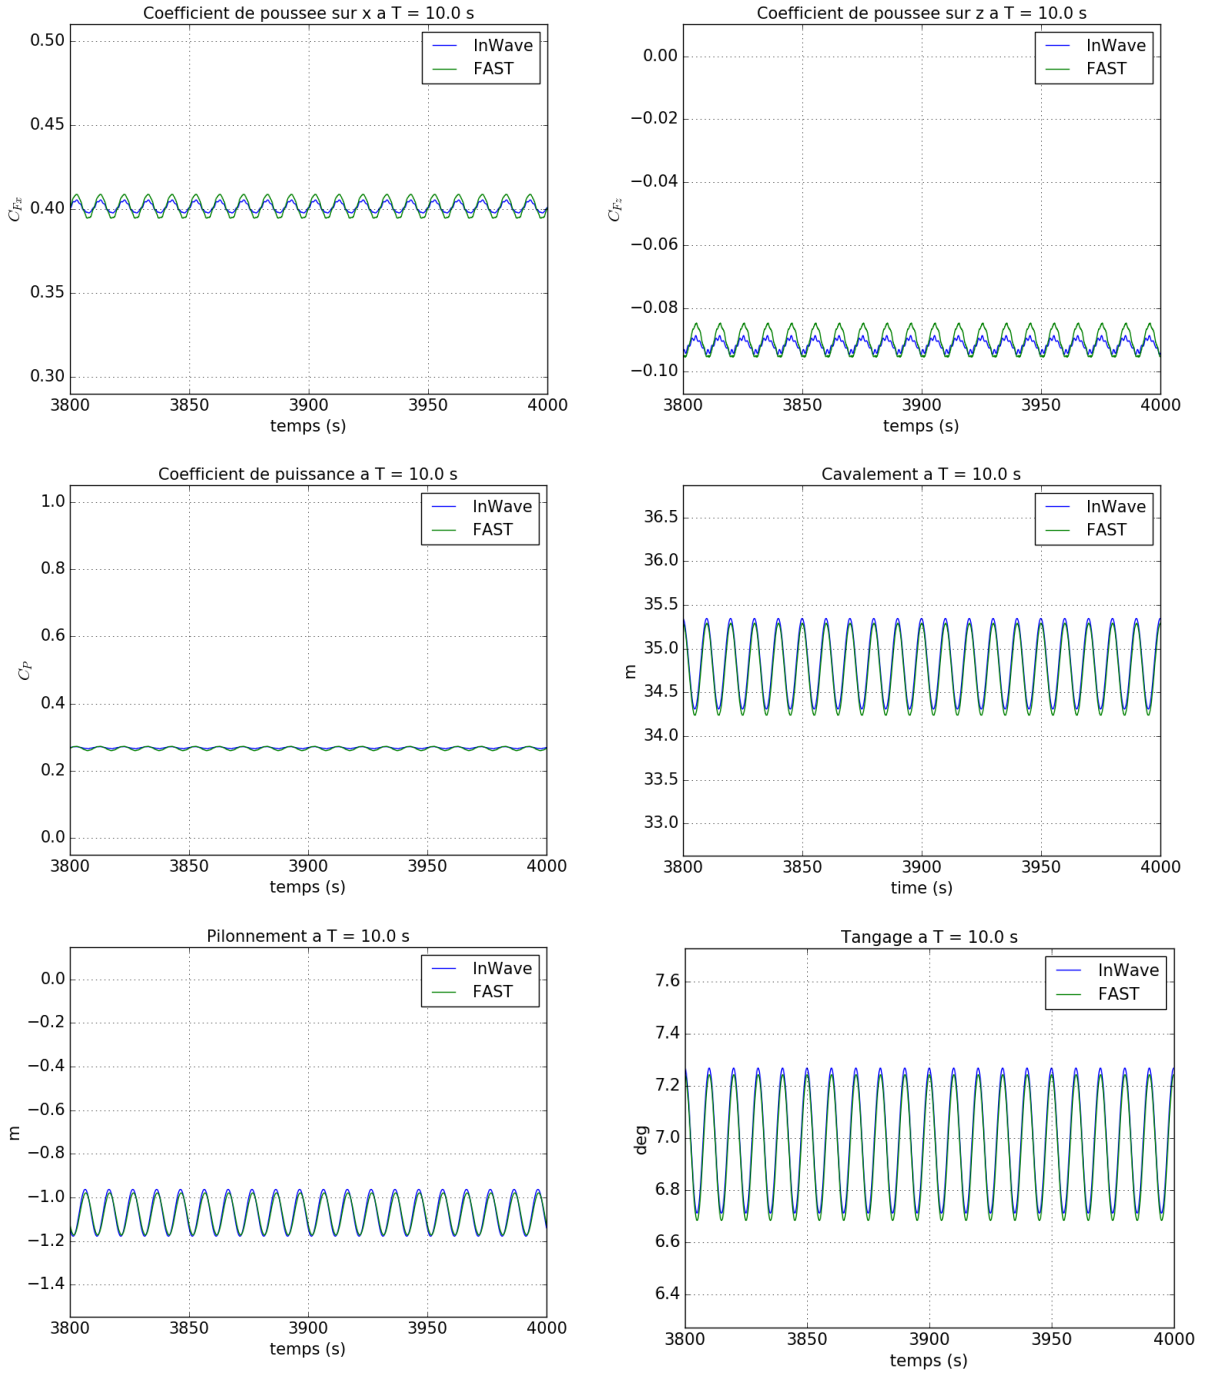 Coefficient de poussee sur x a T = 10.0 s
0.50
0.45
0.40
0.35
0.30
C_Fx
InWave
FAST
3800 3850 3900 3950 4000
temps (s)
Coefficient de poussee sur z a T = 10.0 s
0.00
−0.02
−0.04
−0.06
−0.08
−0.10
C_Fz
InWave
FAST
3800 3850 3900 3950 4000
temps (s)
Coefficient de puissance a T = 10.0 s
1.0
0.8
0.6
0.4
0.2
0.0
C_P
InWave
FAST
3800 3850 3900 3950 4000
temps (s)
Cavalement a T = 10.0 s
36.5
36.0
35.5
35.0
34.5
34.0
33.5
33.0
m
InWave
FAST
3800 3850 3900 3950 4000
time (s)
Pilonnement a T = 10.0 s
0.0
−0.2
−0.4
−0.6
−0.8
−1.0
−1.2
−1.4
m
InWave
FAST
3800 3850 3900 3950 4000
temps (s)
Tangage a T = 10.0 s
7.6
7.4
7.2
7.0
6.8
6.6
6.4
deg
InWave
FAST
3800 3850 3900 3950 4000
temps (s)